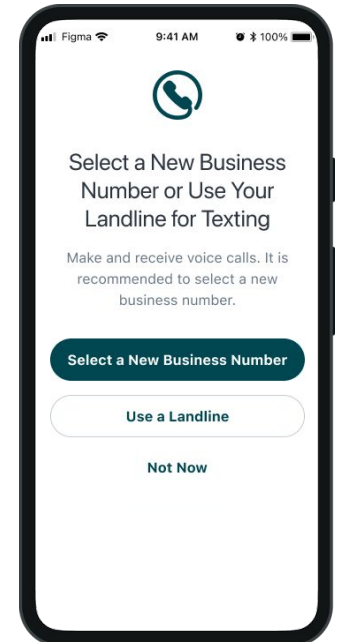 Figma 9:41 AM 100%
Select a New Business
Number or Use Your
Landline for Texting
Make and receive voice calls. It is
recommended to select a new
business number.
Select a New Business Number
Use a Landline
Not Now